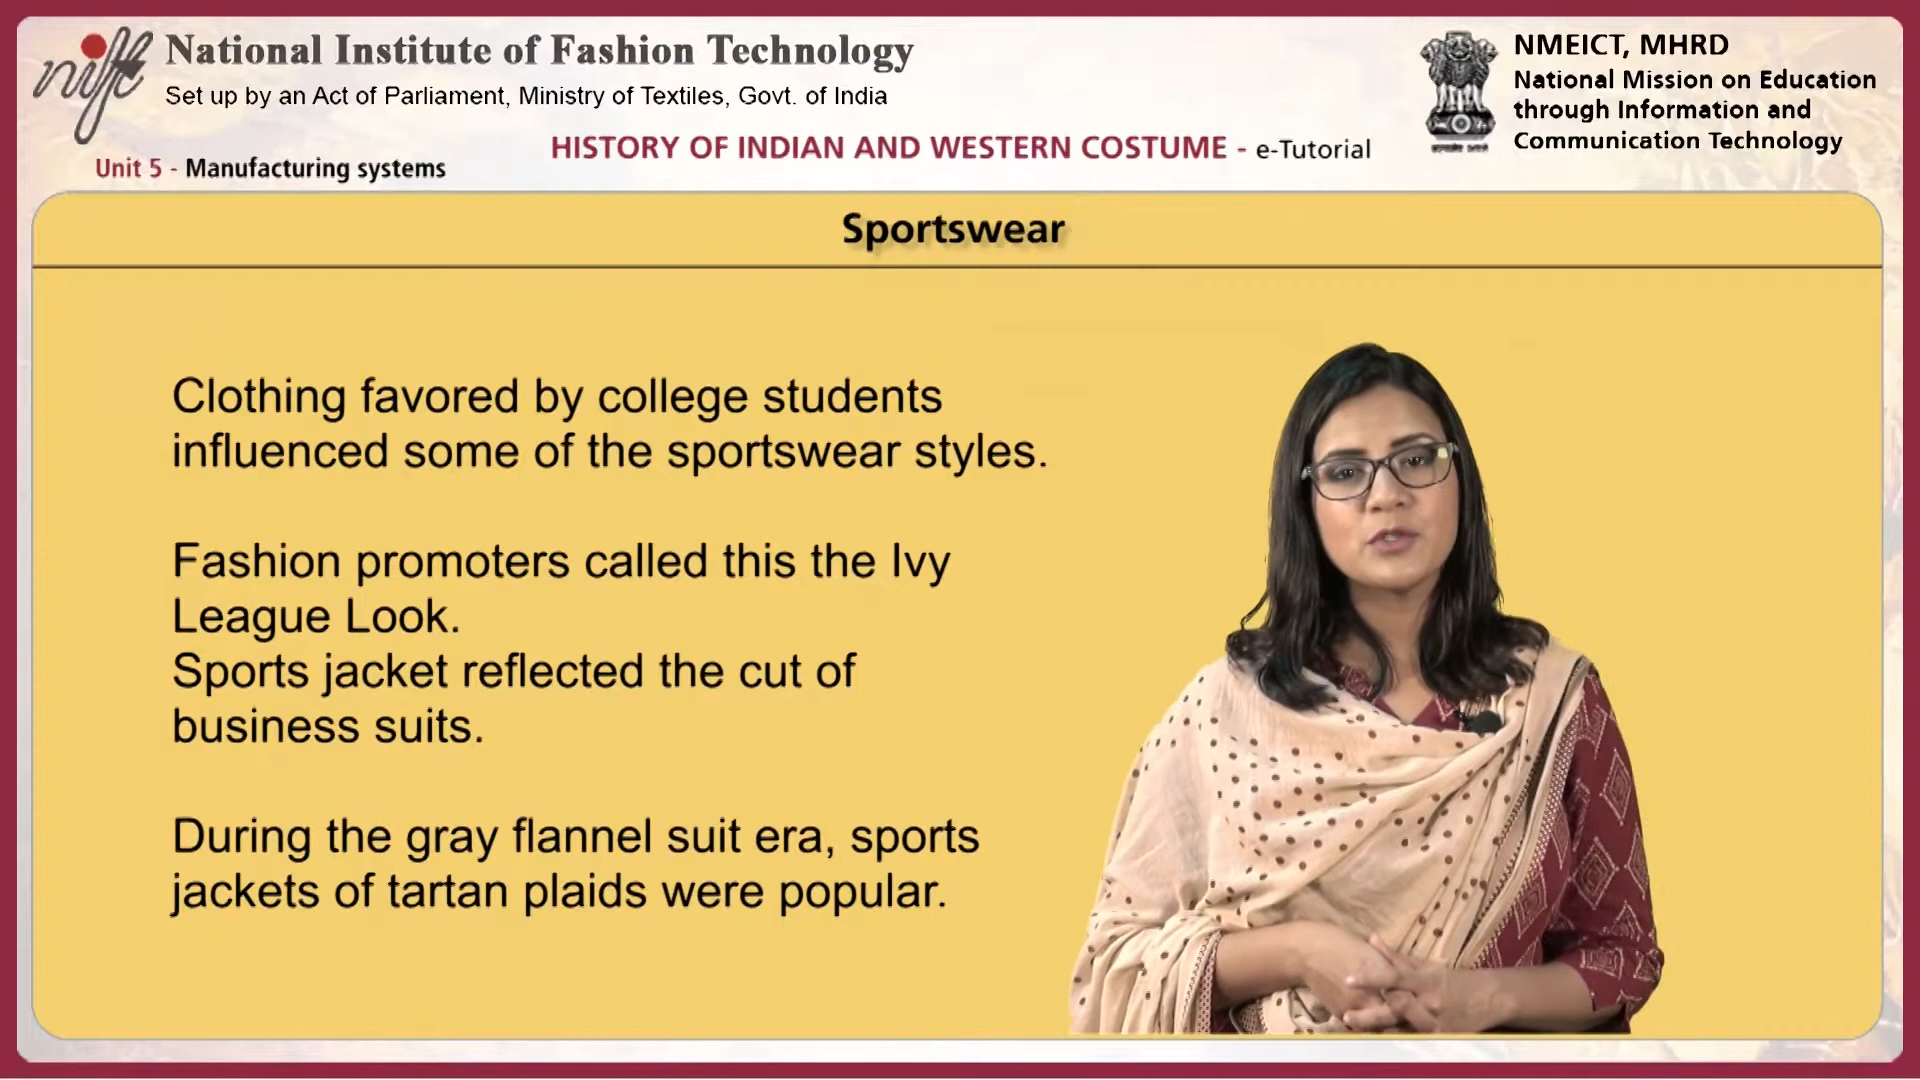 nift
National Institute of Fashion Technology
Set up by an Act of Parliament, Ministry of Textiles, Govt. of India
NMEICT, MHRD
National Mission on Education
through Information and
Communication Technology
HISTORY OF INDIAN AND WESTERN COSTUME - e-Tutorial
Unit 5 - Manufacturing systems
Sportswear
Clothing favored by college students
influenced some of the sportswear styles.
Fashion promoters called this the Ivy
League Look.
Sports jacket reflected the cut of
business suits.
During the gray flannel suit era, sports
jackets of tartan plaids were popular.